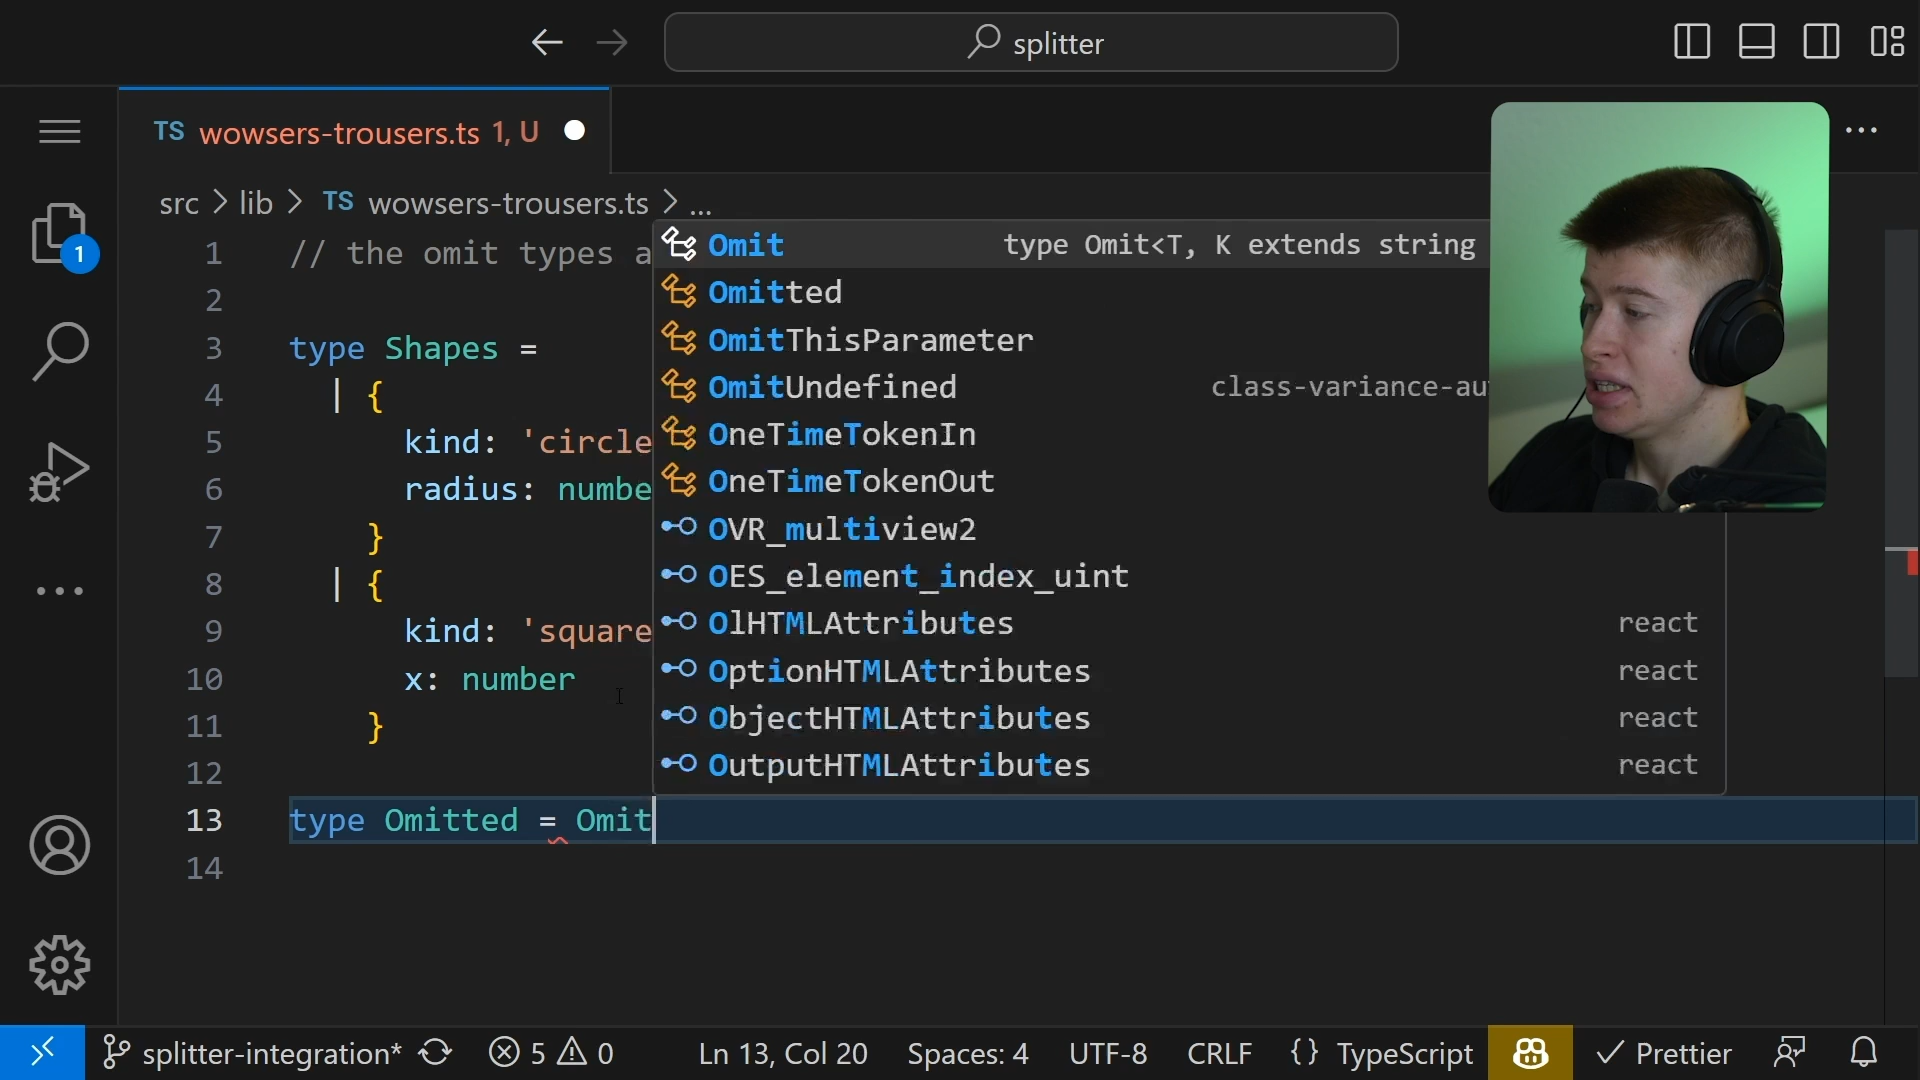 splitter
TS wowsers-trousers.ts 1, U
src > lib > TS wowsers-trousers.ts > ...
1
1 // the omit types a
2
3 type Shapes =
4 | {
5 kind: 'circle
6 radius: numbe
7 }
8 | {
9 kind: 'square
10 x: number
11 }
12
13 type Omitted = Omit
14
Omit type Omit<T, K extends string
Omitted
OmitThisParameter
OmitUndefined class-variance-au
OneTimeTokenIn
OneTimeTokenOut
OVR_multiview2
OES_element_index_uint
OlHTMLAttributes react
OptionHTMLAttributes react
ObjectHTMLAttributes react
OutputHTMLAttributes react
splitter-integration* 5 0 Ln 13, Col 20 Spaces: 4 UTF-8 CRLF {} TypeScript Prettier